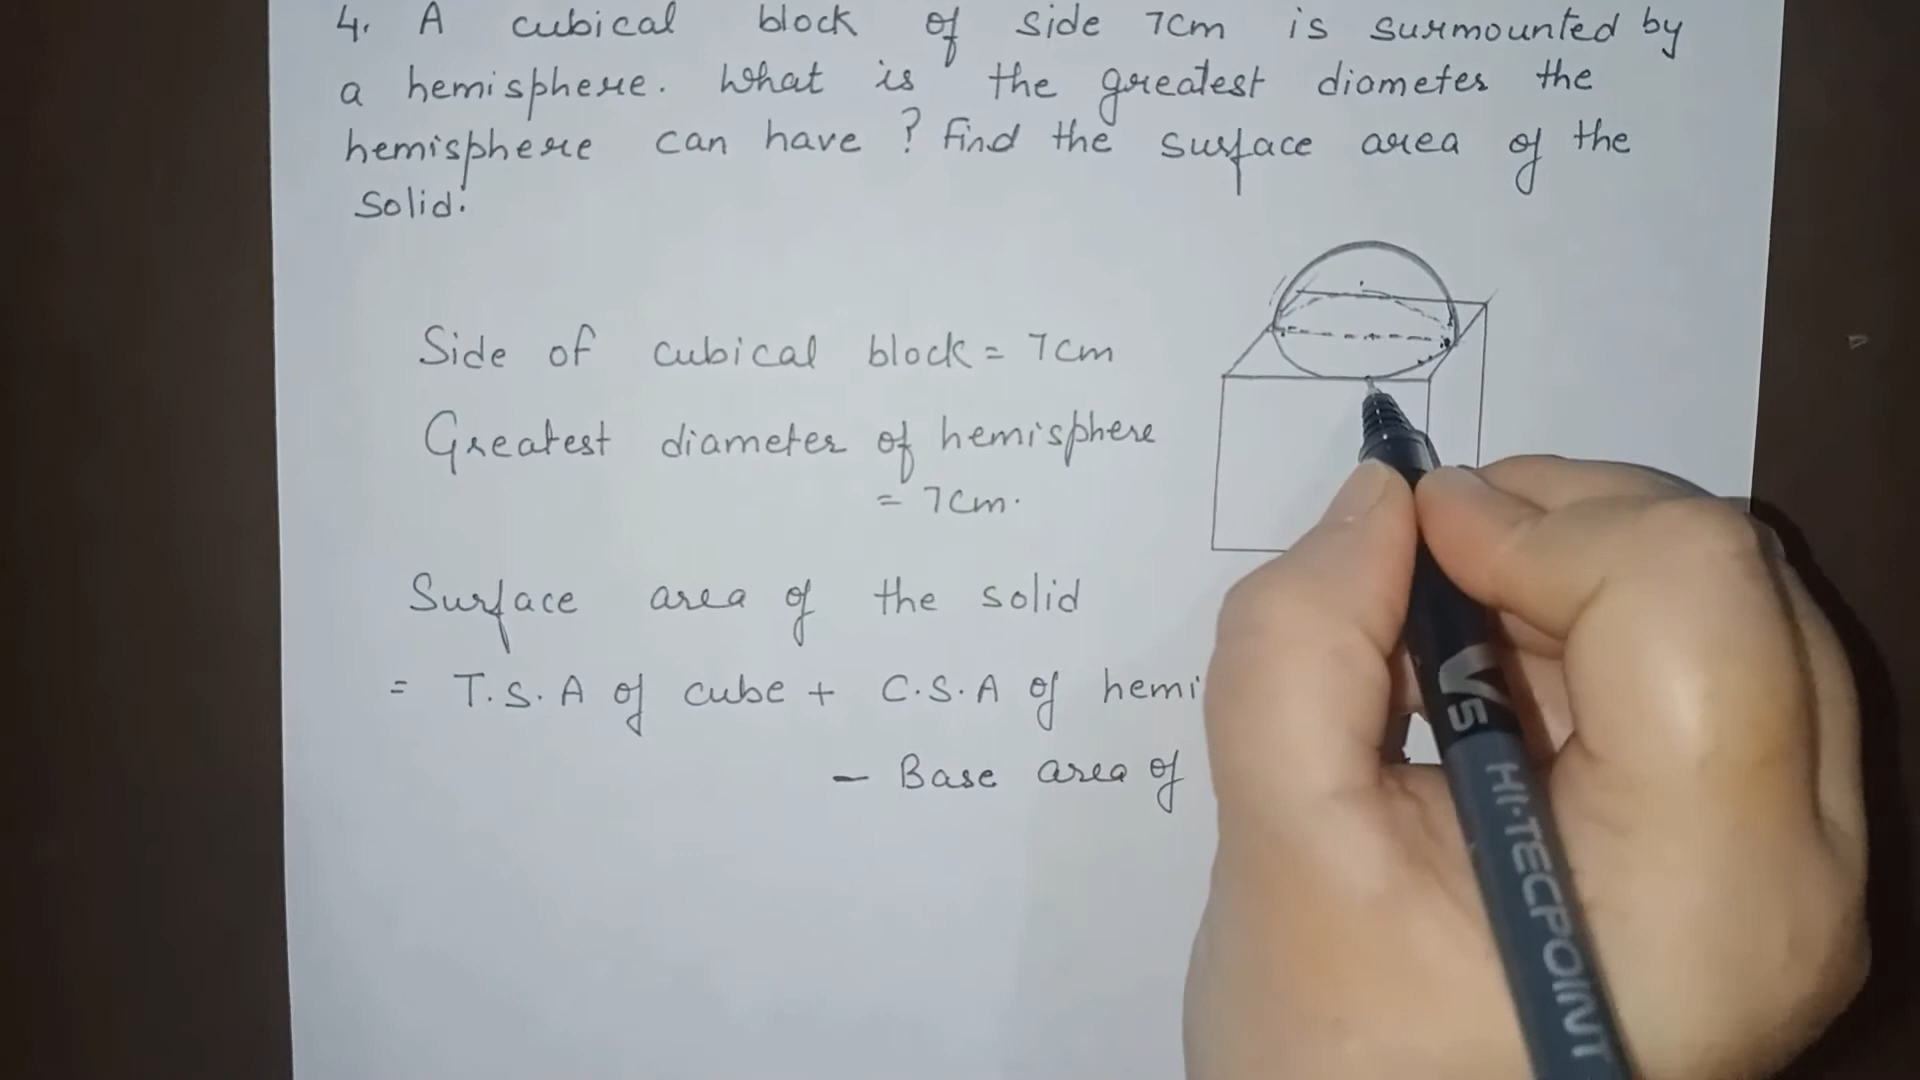 4. A cubical block of side 7cm is surmounted by
a hemisphere. What is the greatest diameter the
hemisphere can have? Find the surface area of the
solid.
Side of cubical block = 7cm
Greatest diameter of hemisphere
= 7cm.
Surface area of the solid
= T.S.A of cube + C.S.A of hemi
— Base area of
V5 HI-TECPOINT